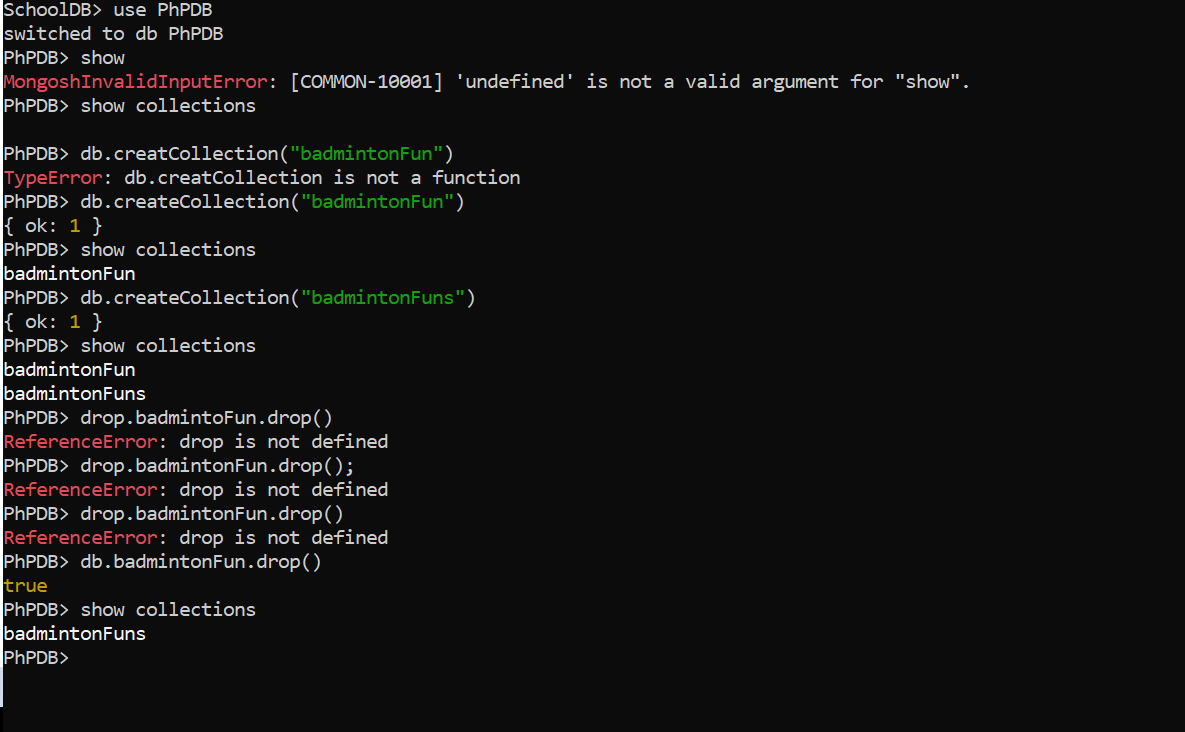 SchoolDB> use PhPDB
switched to db PhPDB
PhPDB> show
MongoshInvalidInputError: [COMMON-10001] 'undefined' is not a valid argument for "show".
PhPDB> show collections
PhPDB> db.creatCollection("badmintonFun")
TypeError: db.creatCollection is not a function
PhPDB> db.createCollection("badmintonFun")
{ ok: 1 }
PhPDB> show collections
badmintonFun
PhPDB> db.createCollection("badmintonFuns")
{ ok: 1 }
PhPDB> show collections
badmintonFun
badmintonFuns
PhPDB> drop.badmintoFun.drop()
ReferenceError: drop is not defined
PhPDB> drop.badmintonFun.drop();
ReferenceError: drop is not defined
PhPDB> drop.badmintonFun.drop()
ReferenceError: drop is not defined
PhPDB> db.badmintonFun.drop()
true
PhPDB> show collections
badmintonFuns
PhPDB>